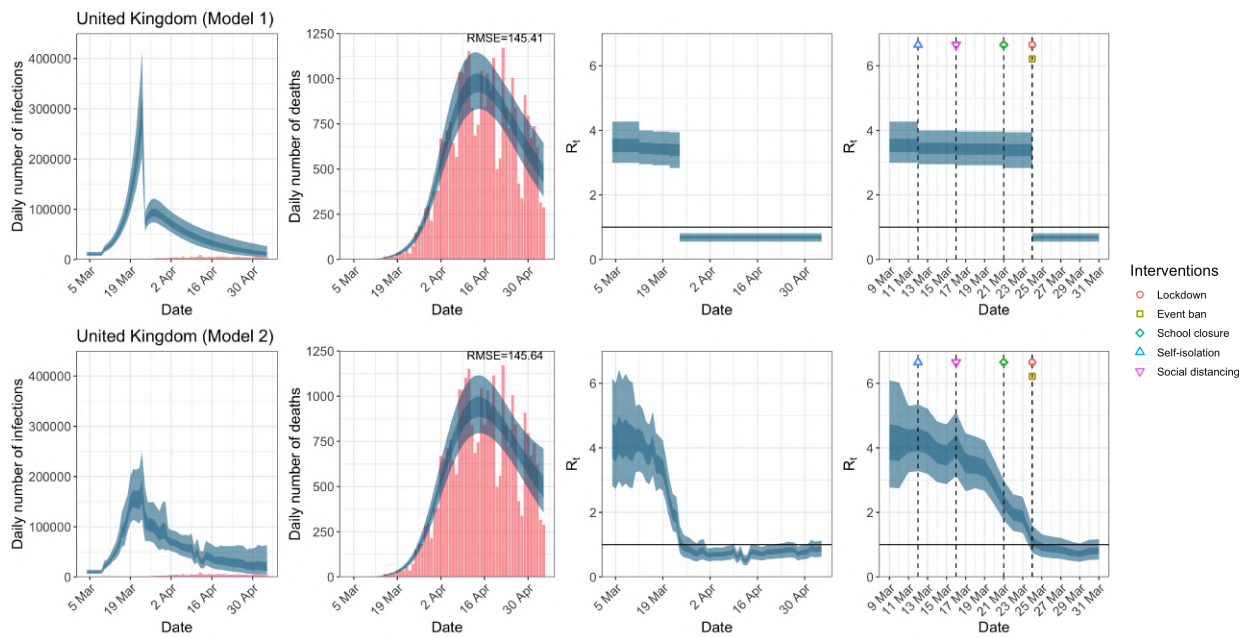 United Kingdom (Model 1)
Daily number of infections
400000
300000
200000
100000
0
5 Mar
19 Mar
2 Apr
16 Apr
30 Apr
Date
Daily number of deaths
RMSE=145.41
1250
1000
750
500
250
0
5 Mar
19 Mar
2 Apr
16 Apr
30 Apr
Date
Rt
6
4
2
0
5 Mar
19 Mar
2 Apr
16 Apr
30 Apr
Date
Rt
6
4
2
0
9 Mar
11 Mar
13 Mar
15 Mar
17 Mar
19 Mar
21 Mar
23 Mar
25 Mar
27 Mar
29 Mar
31 Mar
Date
United Kingdom (Model 2)
Daily number of infections
400000
300000
200000
100000
0
5 Mar
19 Mar
2 Apr
16 Apr
30 Apr
Date
Daily number of deaths
RMSE=145.64
1250
1000
750
500
250
0
5 Mar
19 Mar
2 Apr
16 Apr
30 Apr
Date
Rt
6
4
2
0
5 Mar
19 Mar
2 Apr
16 Apr
30 Apr
Date
Rt
6
4
2
0
9 Mar
11 Mar
13 Mar
15 Mar
17 Mar
19 Mar
21 Mar
23 Mar
25 Mar
27 Mar
29 Mar
31 Mar
Date
Interventions
Lockdown
Event ban
School closure
Self-isolation
Social distancing